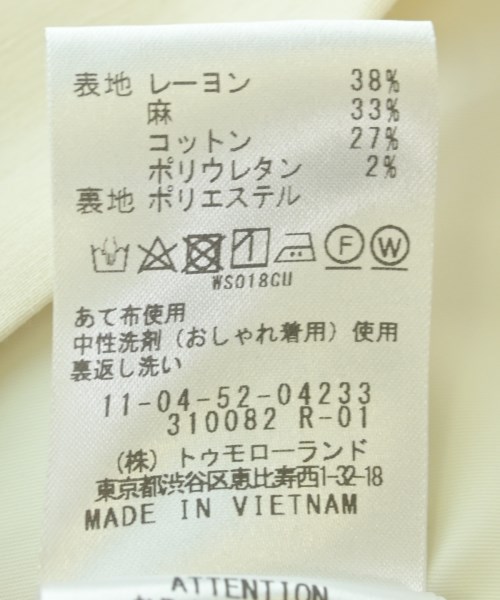 表地 レーヨン 38%
麻 33%
コットン 27%
ポリウレタン 2%
裏地 ポリエステル
F W
WS018CU
あて布使用
中性洗剤（おしゃれ着用）使用
裏返し洗い
11-04-52-04233
310082 R-01
（株）トゥモローランド
東京都渋谷区恵比寿西1-32-18
MADE IN VIETNAM
ATTENTION